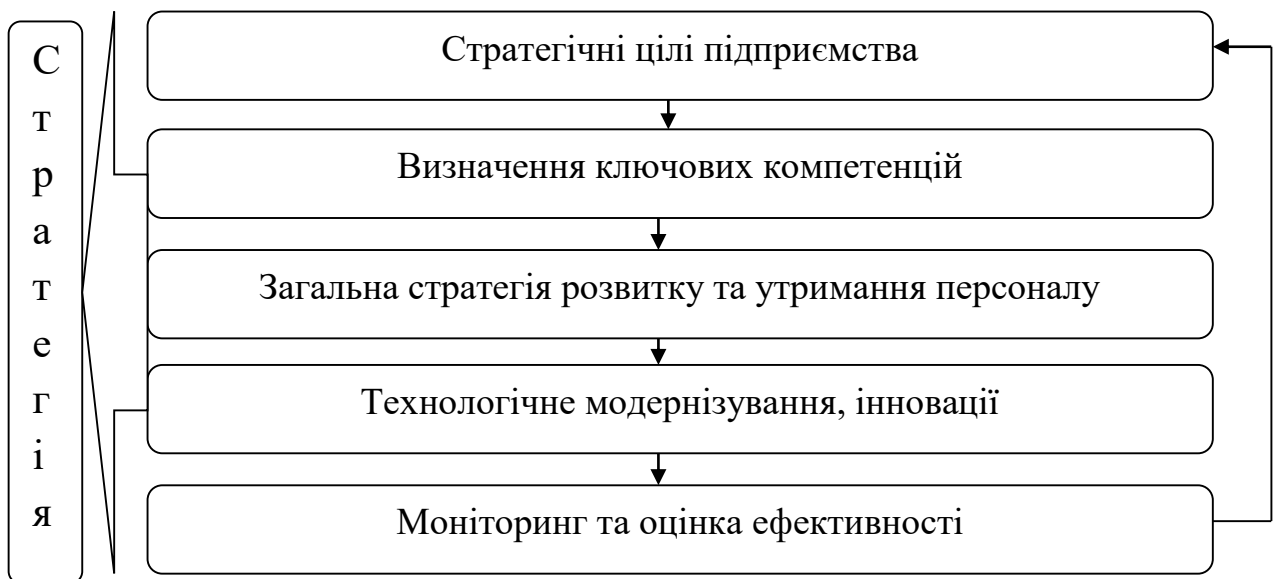 Стратегія
Стратегічні цілі підприємства
Визначення ключових компетенцій
Загальна стратегія розвитку та утримання персоналу
Технологічне модернізування, інновації
Моніторинг та оцінка ефективності